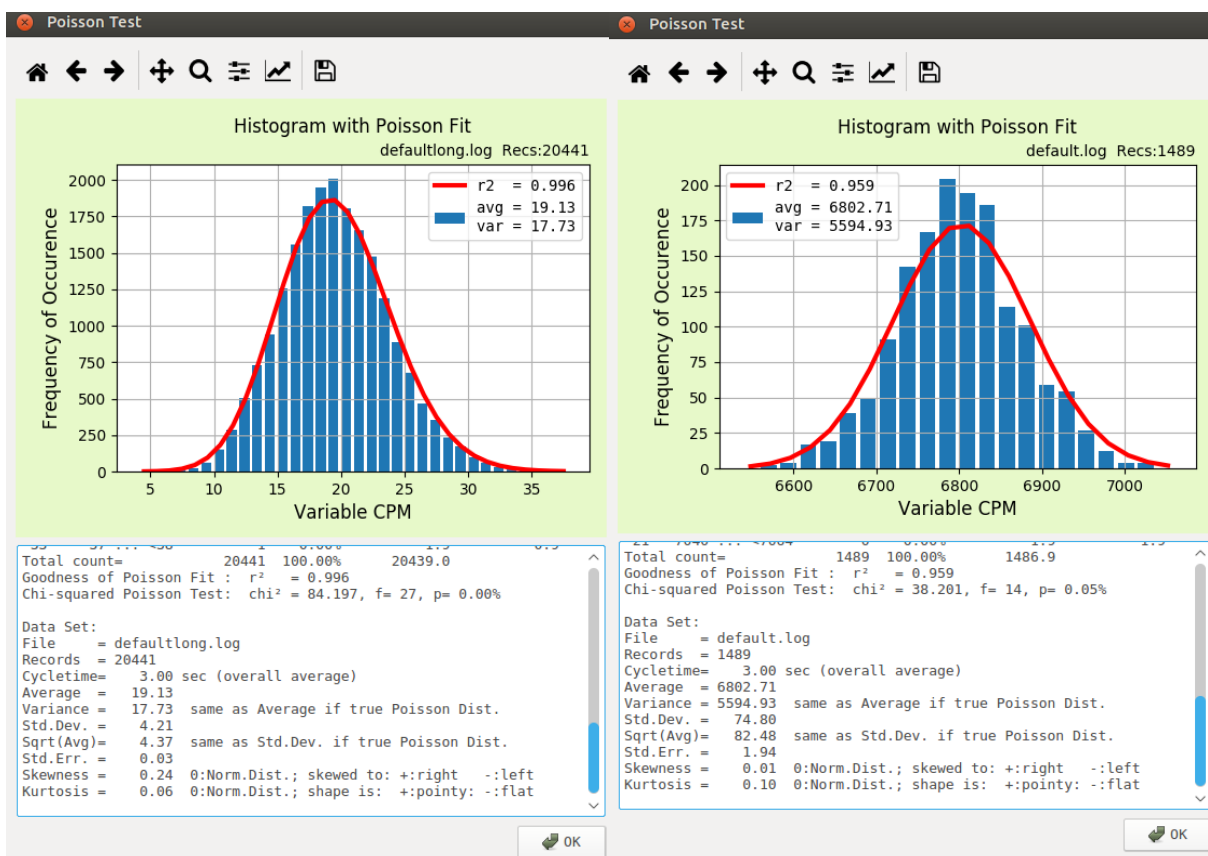 Poisson Test
Histogram with Poisson Fit
defaultlong.log Recs:20441
r2 = 0.996
avg = 19.13
var = 17.73
2000
1750
1500
1250
1000
750
500
250
0
Frequency of Occurence
5 10 15 20 25 30 35
Variable CPM
Total count= 20441 100.00% 20439.0
Goodness of Poisson Fit : r² = 0.996
Chi-squared Poisson Test: chi² = 84.197, f= 27, p= 0.00%
Data Set:
File = defaultlong.log
Records = 20441
Cycletime= 3.00 sec (overall average)
Average = 19.13
Variance = 17.73 same as Average if true Poisson Dist.
Std.Dev. = 4.21
Sqrt(Avg)= 4.37 same as Std.Dev. if true Poisson Dist.
Std.Err. = 0.03
Skewness = 0.24 0:Norm.Dist.; skewed to: +:right -:left
Kurtosis = 0.06 0:Norm.Dist.; shape is: +:pointy: -:flat
OK
Poisson Test
Histogram with Poisson Fit
default.log Recs:1489
r2 = 0.959
avg = 6802.71
var = 5594.93
200
175
150
125
100
75
50
25
0
Frequency of Occurence
6600 6700 6800 6900 7000
Variable CPM
Total count= 1489 100.00% 1486.9
Goodness of Poisson Fit : r² = 0.959
Chi-squared Poisson Test: chi² = 38.201, f= 14, p= 0.05%
Data Set:
File = default.log
Records = 1489
Cycletime= 3.00 sec (overall average)
Average = 6802.71
Variance = 5594.93 same as Average if true Poisson Dist.
Std.Dev. = 74.80
Sqrt(Avg)= 82.48 same as Std.Dev. if true Poisson Dist.
Std.Err. = 1.94
Skewness = 0.01 0:Norm.Dist.; skewed to: +:right -:left
Kurtosis = 0.10 0:Norm.Dist.; shape is: +:pointy: -:flat
OK